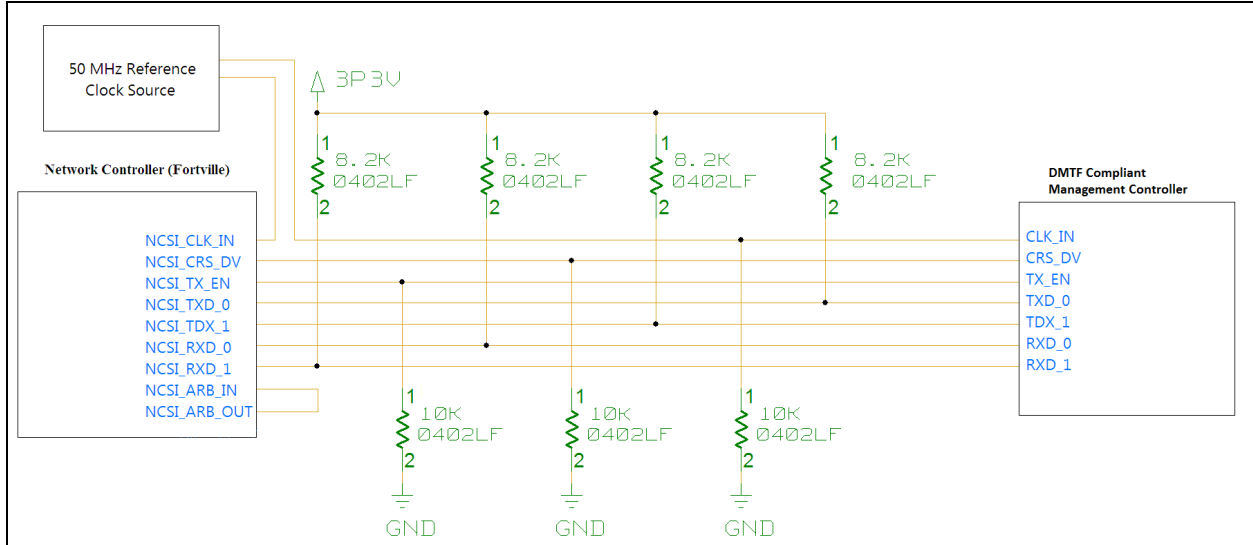 50 MHz Reference
Clock Source
3P3V
Network Controller (Fortville)
1
8.2K
0402LF
2
1
8.2K
0402LF
2
1
8.2K
0402LF
2
1
8.2K
0402LF
2
DMTF Compliant
Management Controller
NCSI_CLK_IN
NCSI_CRS_DV
NCSI_TX_EN
NCSI_TXD_0
NCSI_TDX_1
NCSI_RXD_0
NCSI_RXD_1
NCSI_ARB_IN
NCSI_ARB_OUT
CLK_IN
CRS_DV
TX_EN
TXD_0
TDX_1
RXD_0
RXD_1
1
10K
0402LF
2
GND
1
10K
0402LF
2
GND
1
10K
0402LF
2
GND